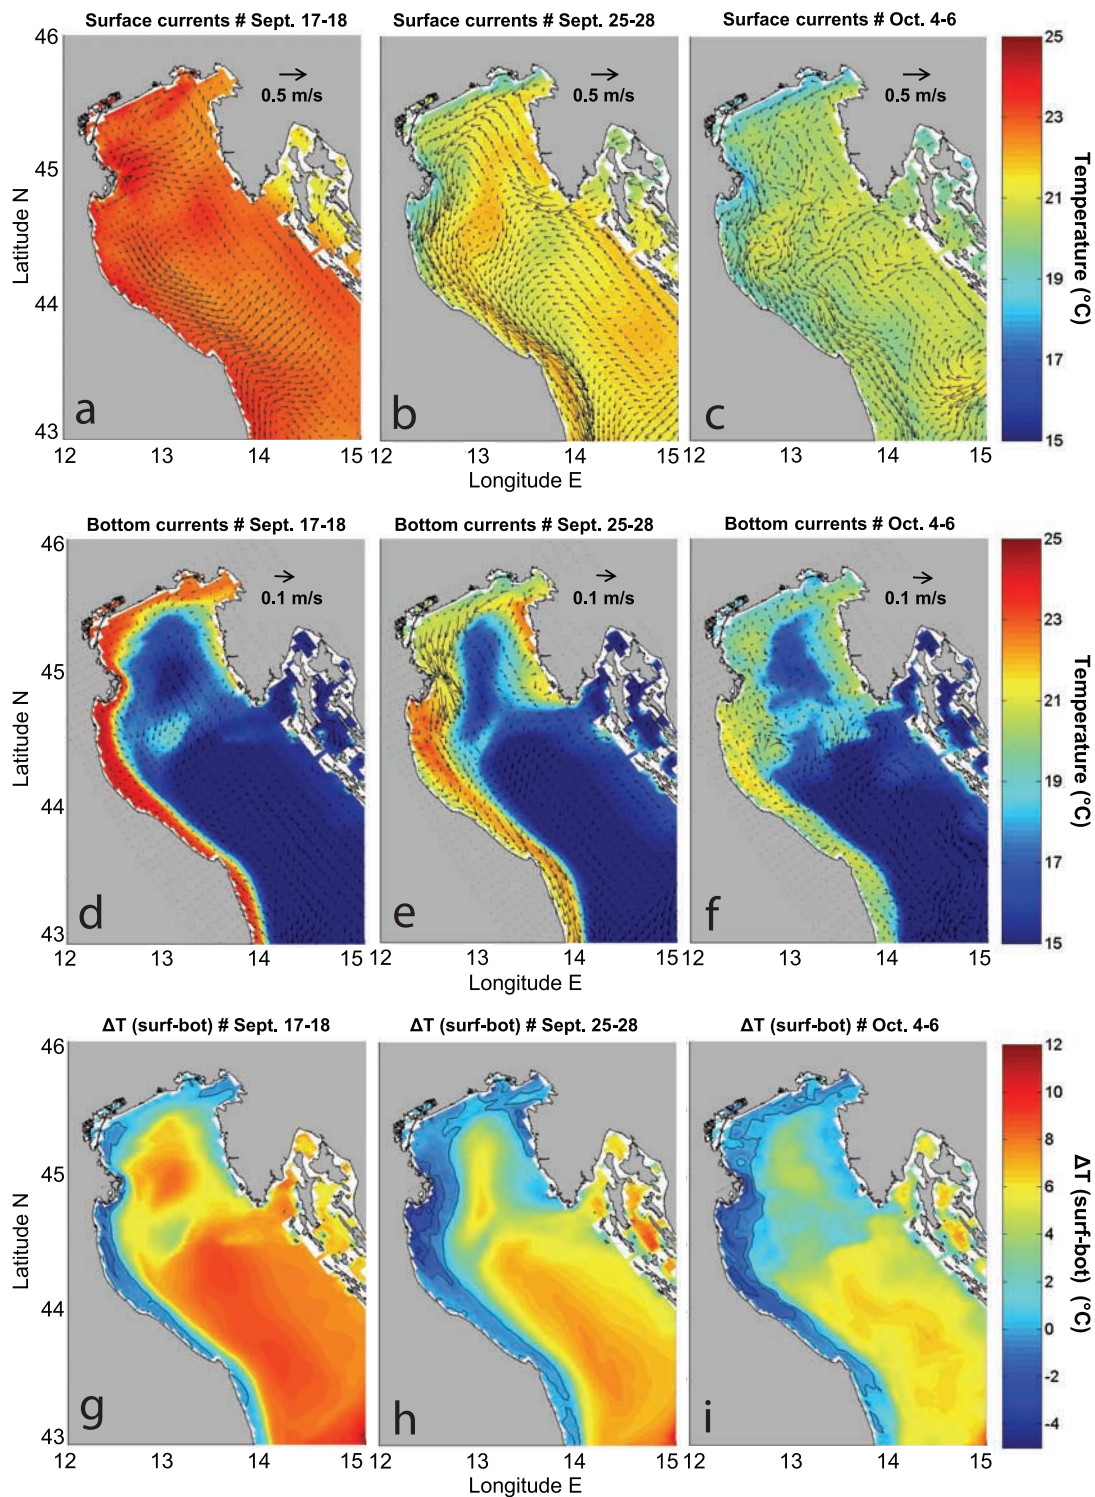 Surface currents # Sept. 17-18
Surface currents # Sept. 25-28
Surface currents # Oct. 4-6
46
45
44
43
Latitude N
0.5 m/s
0.5 m/s
0.5 m/s
a
b
c
12
13
14
15
12
13
14
15
12
13
14
15
Longitude E
25
23
21
19
17
15
Temperature (°C)
Bottom currents # Sept. 17-18
Bottom currents # Sept. 25-28
Bottom currents # Oct. 4-6
46
45
44
43
Latitude N
0.1 m/s
0.1 m/s
0.1 m/s
d
e
f
12
13
14
15
12
13
14
15
12
13
14
15
Longitude E
25
23
21
19
17
15
Temperature (°C)
ΔT (surf-bot) # Sept. 17-18
ΔT (surf-bot) # Sept. 25-28
ΔT (surf-bot) # Oct. 4-6
46
45
44
43
Latitude N
g
h
i
12
13
14
15
12
13
14
15
12
13
14
15
Longitude E
12
10
8
6
4
2
0
-2
-4
ΔT (surf-bot) (°C)